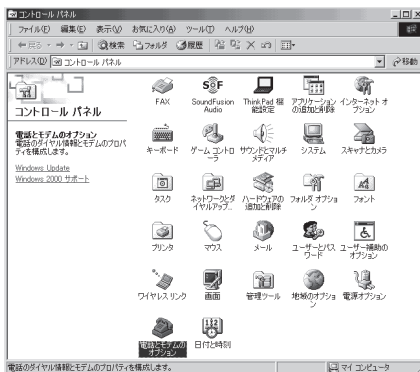 コントロール パネル
ファイル(F) 編集(E) 表示(V) お気に入り(A) ツール(T) ヘルプ(H)
戻る 検索 フォルダ 履歴
アドレス(D) コントロール パネル 移動
コントロール パネル
電話とモデムのオプション
電話のダイヤル情報とモデムのプロパ
ティを構成します。
Windows Update
Windows 2000 サポート
FAX
SoundFusion
Audio
ThinkPad 機
能設定
アプリケーション
の追加と削除
インターネット オ
プション
キーボード
ゲーム コントロ
ーラ
サウンドとマルチ
メディア
システム
スキャナとカメラ
タスク
ネットワークとダ
イヤルアップ...
ハードウェアの
追加と削除
フォルダ オプショ
ン
フォント
プリンタ
マウス
メール
ユーザーとパス
ワード
ユーザー補助の
オプション
ワイヤレス リンク
画面
管理ツール
地域のオプショ
ン
電源オプション
電話とモデムの
オプション
日付と時刻
電話のダイヤル情報とモデムのプロパティを構成します。
マイ コンピュータ